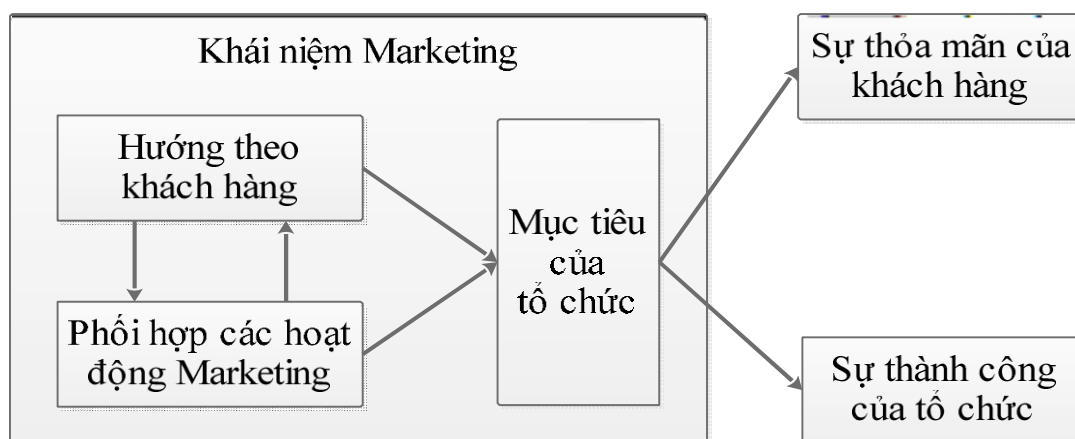 Khái niệm Marketing
Hướng theo
khách hàng
Phối hợp các hoạt
động Marketing
Mục tiêu
của
tổ chức
Sự thỏa mãn của
khách hàng
Sự thành công
của tổ chức